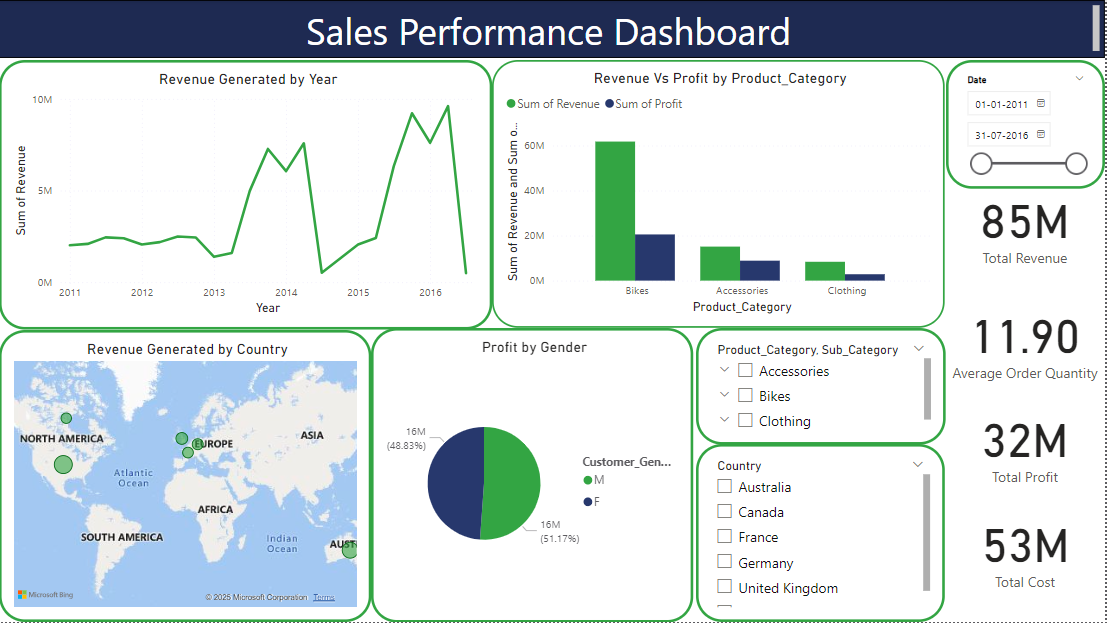 Sales Performance Dashboard
Revenue Generated by Year
10M
5M
0M
Sum of Revenue
2011 2012 2013 2014 2015 2016
Year
Revenue Vs Profit by Product_Category
Sum of Revenue Sum of Profit
Sum of Revenue and Sum o...
60M
40M
20M
0M
Bikes Accessories Clothing
Product_Category
Date
01-01-2011
31-07-2016
85M
Total Revenue
11.90
Average Order Quantity
32M
Total Profit
53M
Total Cost
Revenue Generated by Country
NORTH AMERICA
EUROPE
ASIA
Atlantic
Ocean
AFRICA
SOUTH AMERICA
Indian
Ocean
AUST
Microsoft Bing
© 2025 Microsoft Corporation Terms
Profit by Gender
16M
(48.83%)
16M
(51.17%)
Customer_Gen...
M
F
Product_Category, Sub_Category
Accessories
Bikes
Clothing
Country
Australia
Canada
France
Germany
United Kingdom